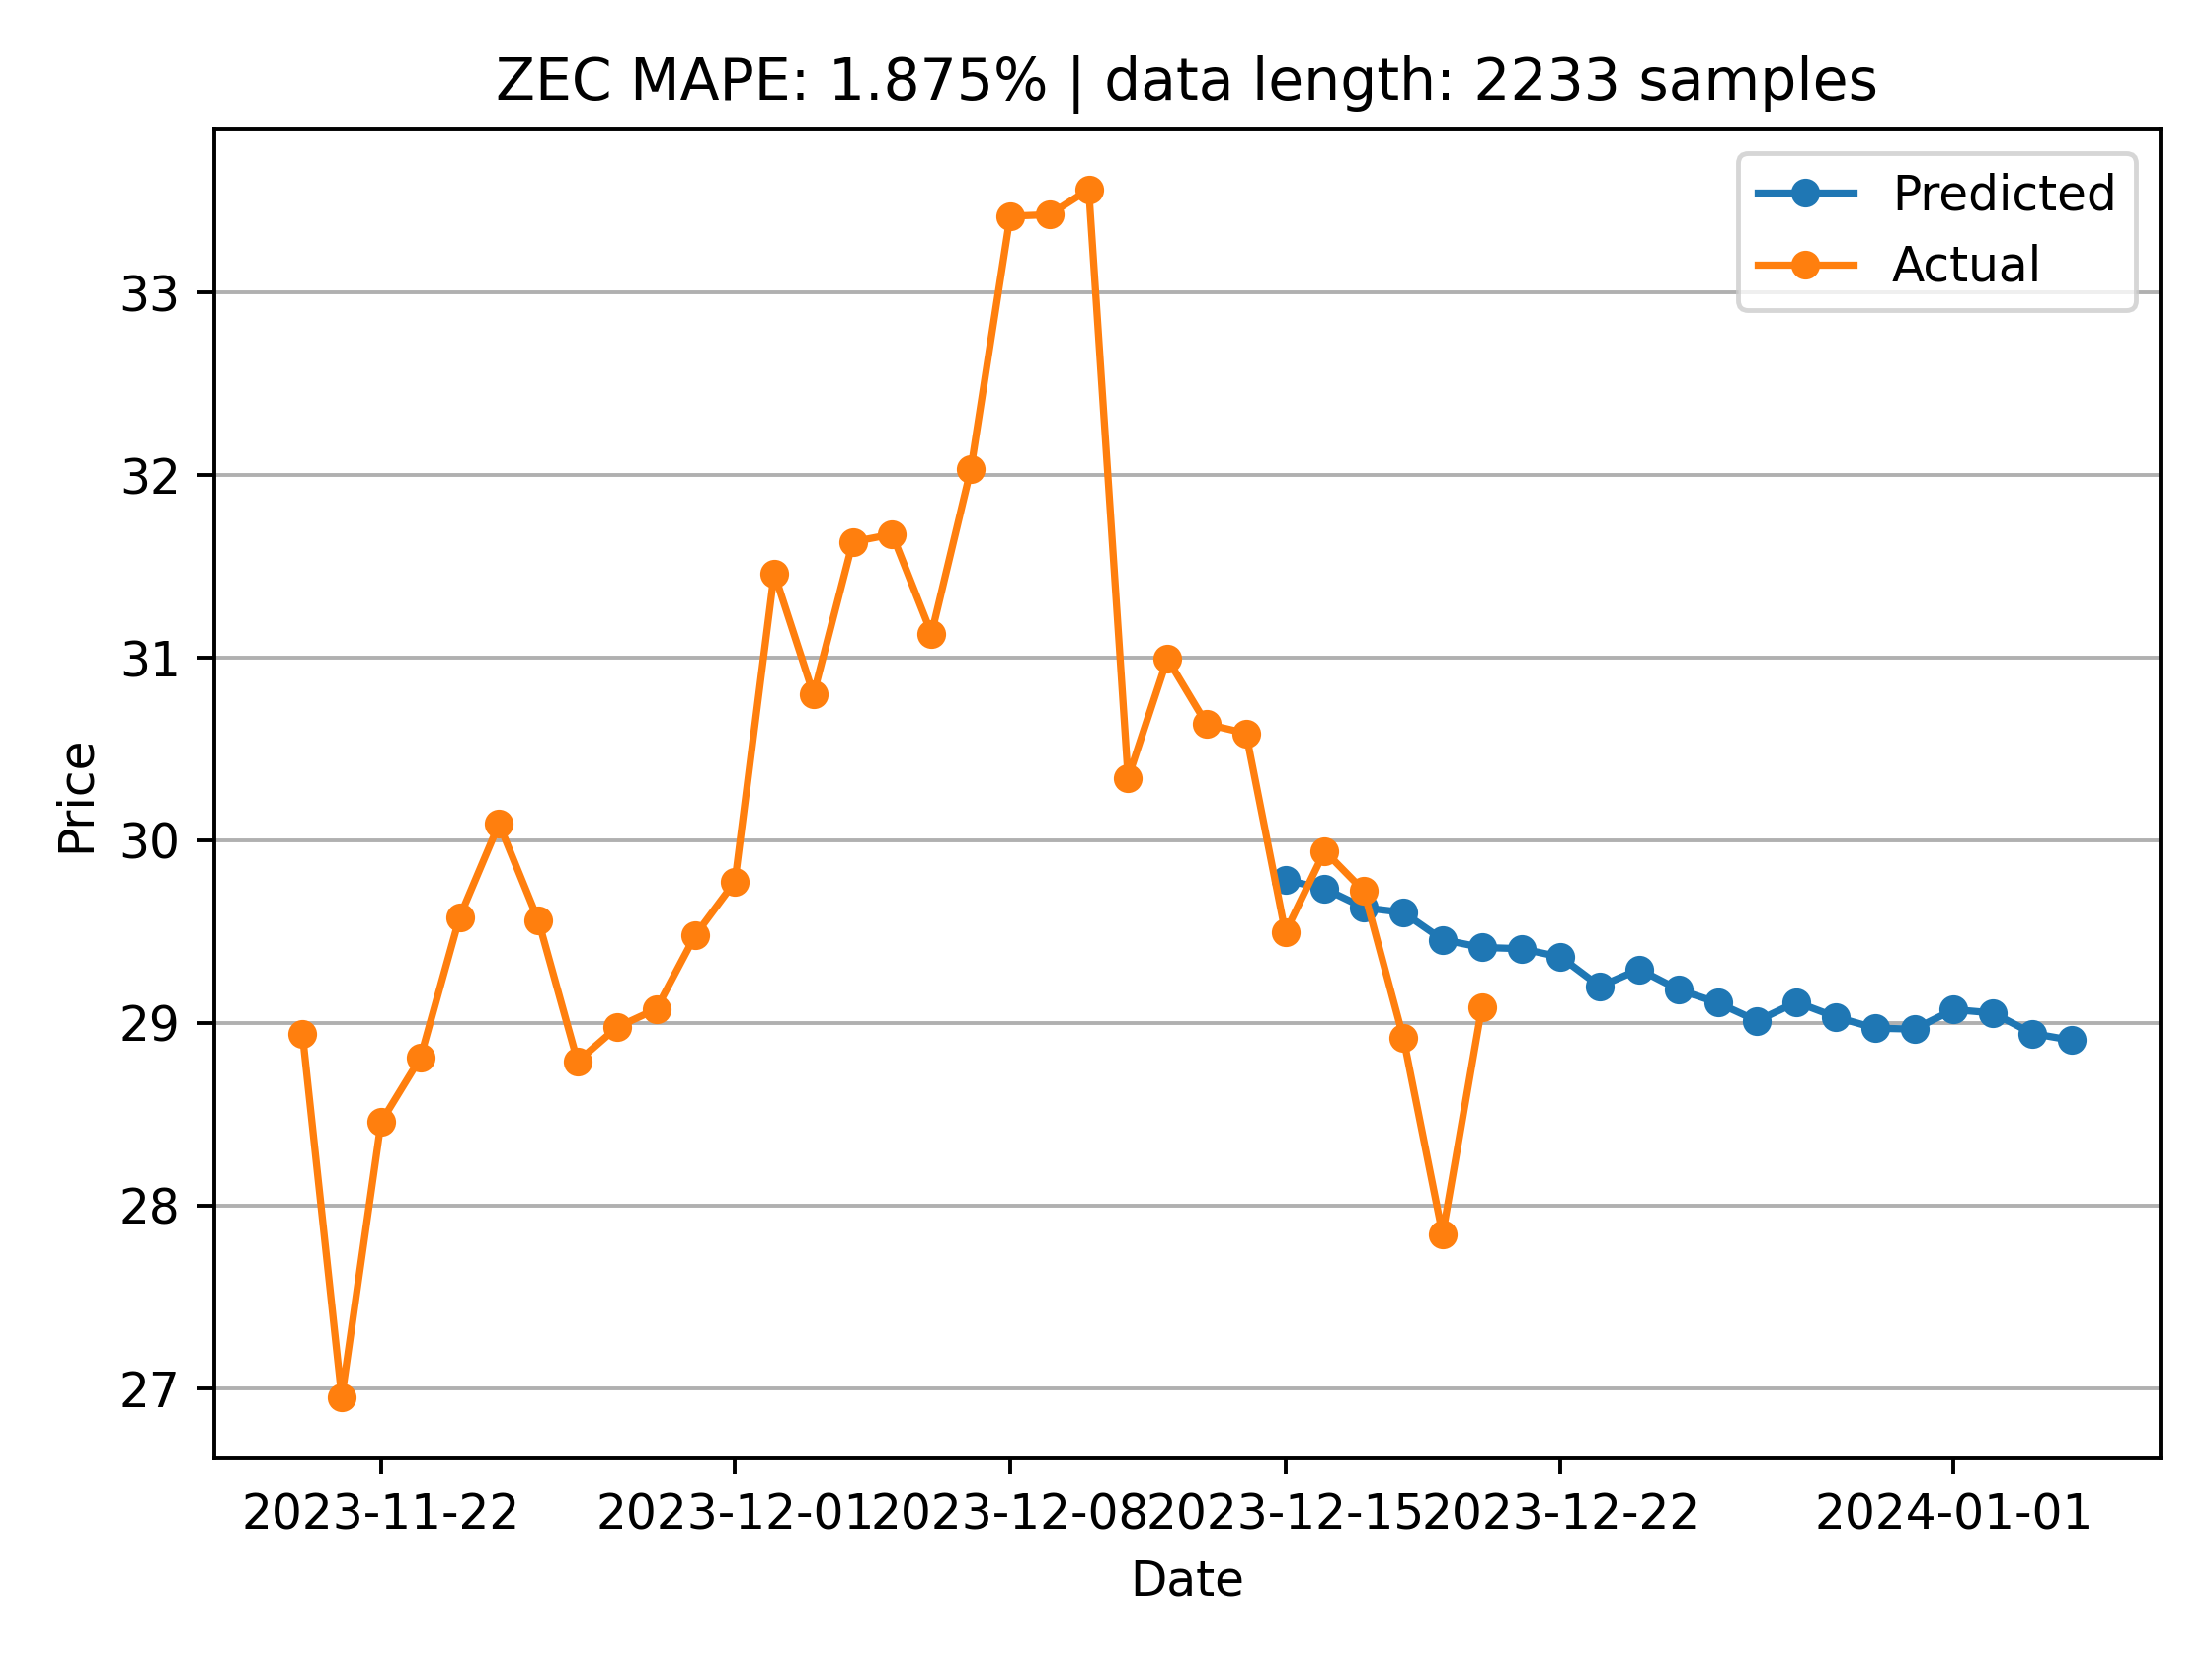 ZEC MAPE: 1.875% | data length: 2233 samples
Predicted
Actual
33
32
31
30
29
28
27
Price
2023-11-22 2023-12-01 2023-12-08 2023-12-15 2023-12-22 2024-01-01
Date